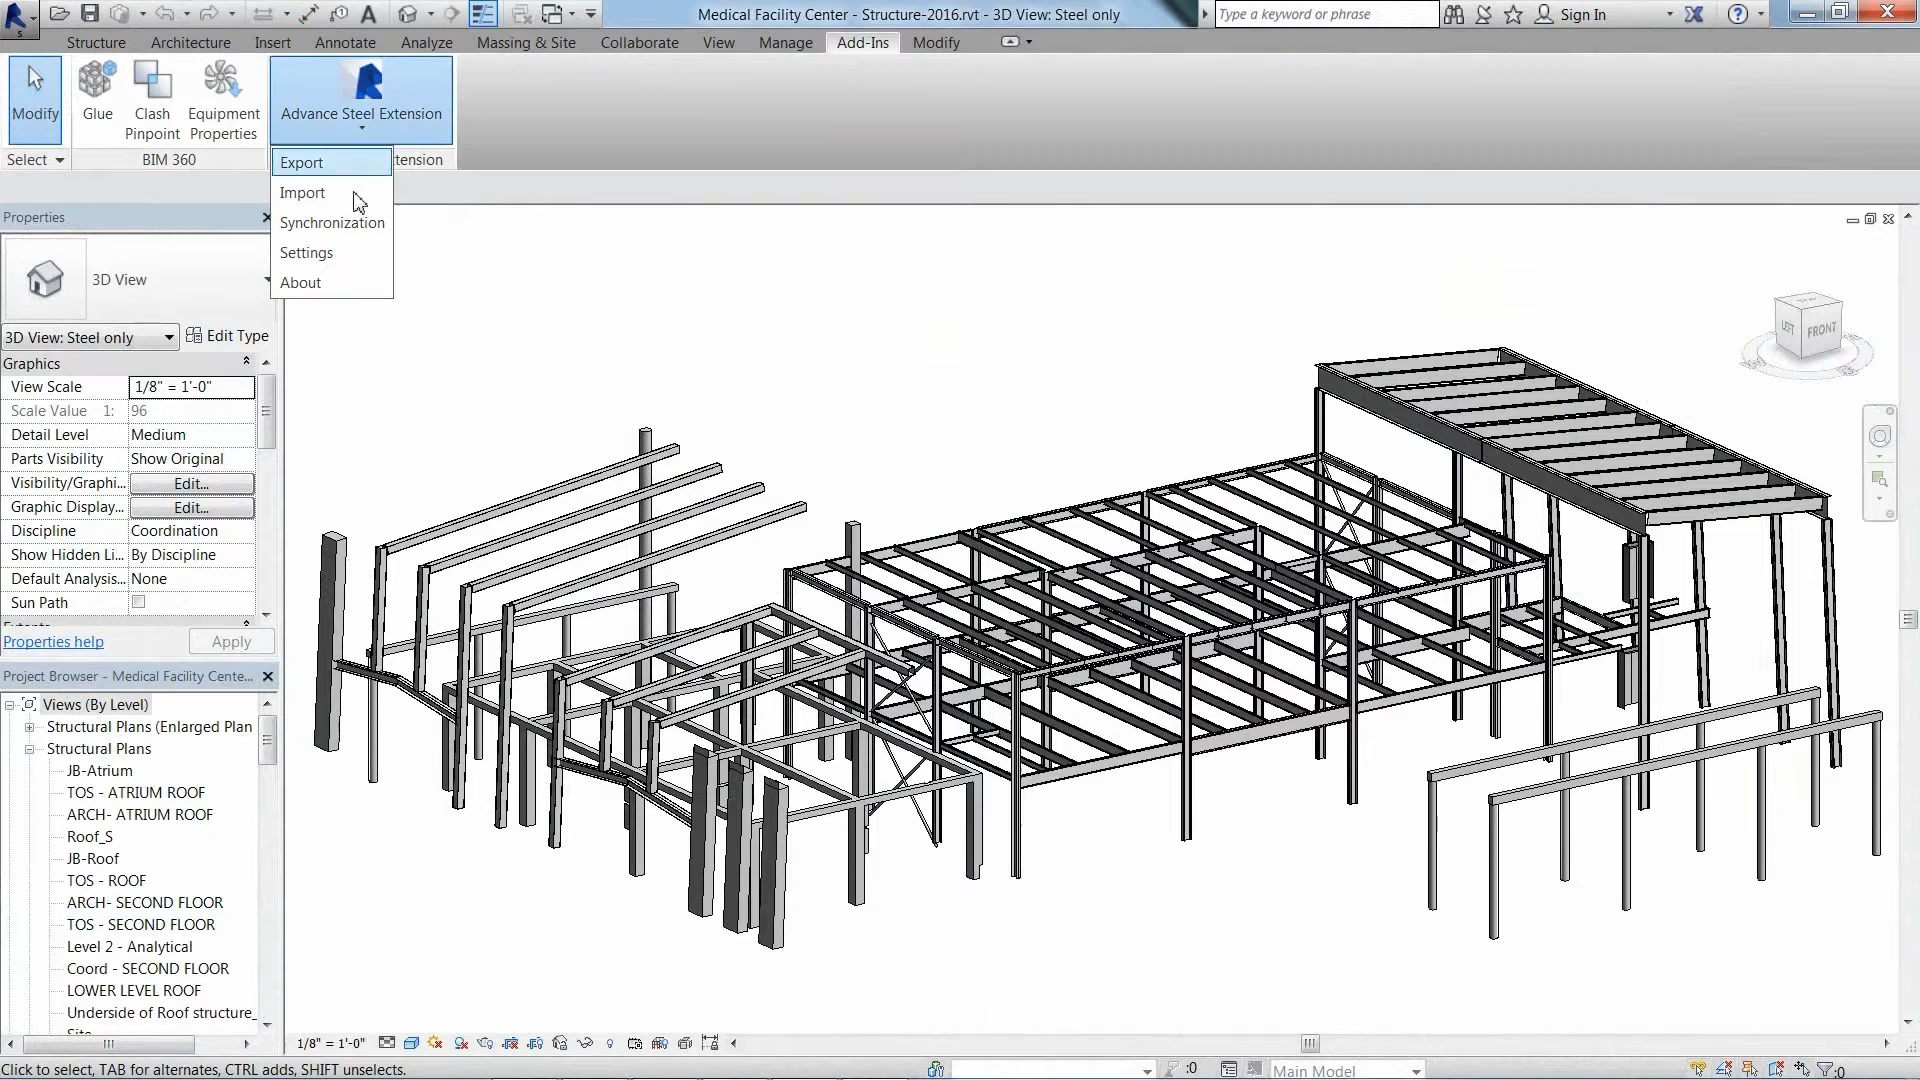 Medical Facility Center - Structure-2016.rvt - 3D View: Steel only
Type a keyword or phrase
Sign In
Structure Architecture Insert Annotate Analyze Massing & Site Collaborate View Manage Add-Ins Modify
Modify
Glue
Clash Pinpoint
Equipment Properties
Advance Steel Extension
Select
BIM 360
tension
Export
Import
Synchronization
Settings
About
Properties
3D View
3D View: Steel only
Edit Type
Graphics
View Scale 1/8" = 1'-0"
Scale Value 1: 96
Detail Level Medium
Parts Visibility Show Original
Visibility/Graphi... Edit...
Graphic Display... Edit...
Discipline Coordination
Show Hidden Li... By Discipline
Default Analysis... None
Sun Path
Properties help
Apply
Project Browser - Medical Facility Cente...
Views (By Level)
Structural Plans (Enlarged Plan
Structural Plans
JB-Atrium
TOS - ATRIUM ROOF
ARCH- ATRIUM ROOF
Roof_S
JB-Roof
TOS - ROOF
ARCH- SECOND FLOOR
TOS - SECOND FLOOR
Level 2 - Analytical
Coord - SECOND FLOOR
LOWER LEVEL ROOF
Underside of Roof structure_
LEFT
FRONT
1/8" = 1'-0"
Click to select, TAB for alternates, CTRL adds, SHIFT unselects.
:0
Main Model
:0